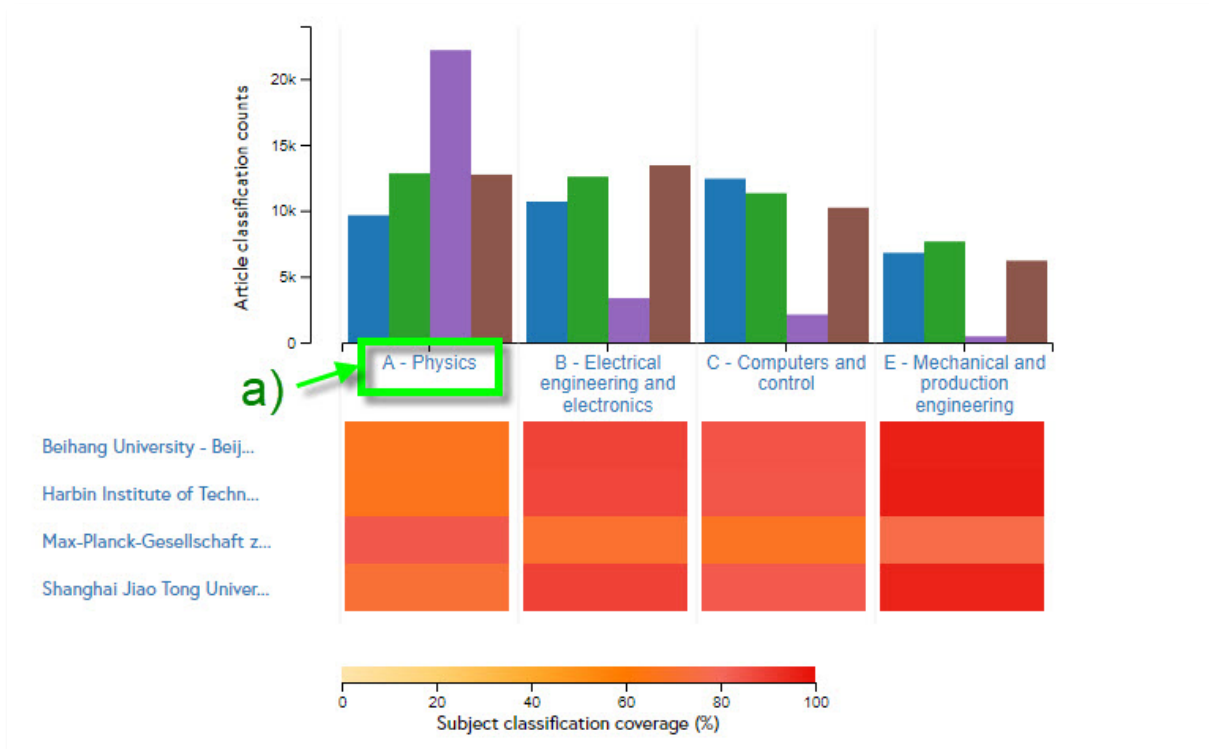 Article classification counts
20k
15k
10k
5k
0
a)
A - Physics
B - Electrical
engineering and
electronics
C - Computers and
control
E - Mechanical and
production
engineering
Beihang University - Beij...
Harbin Institute of Techn...
Max-Planck-Gesellschaft z...
Shanghai Jiao Tong Univer...
0 20 40 60 80 100
Subject classification coverage (%)